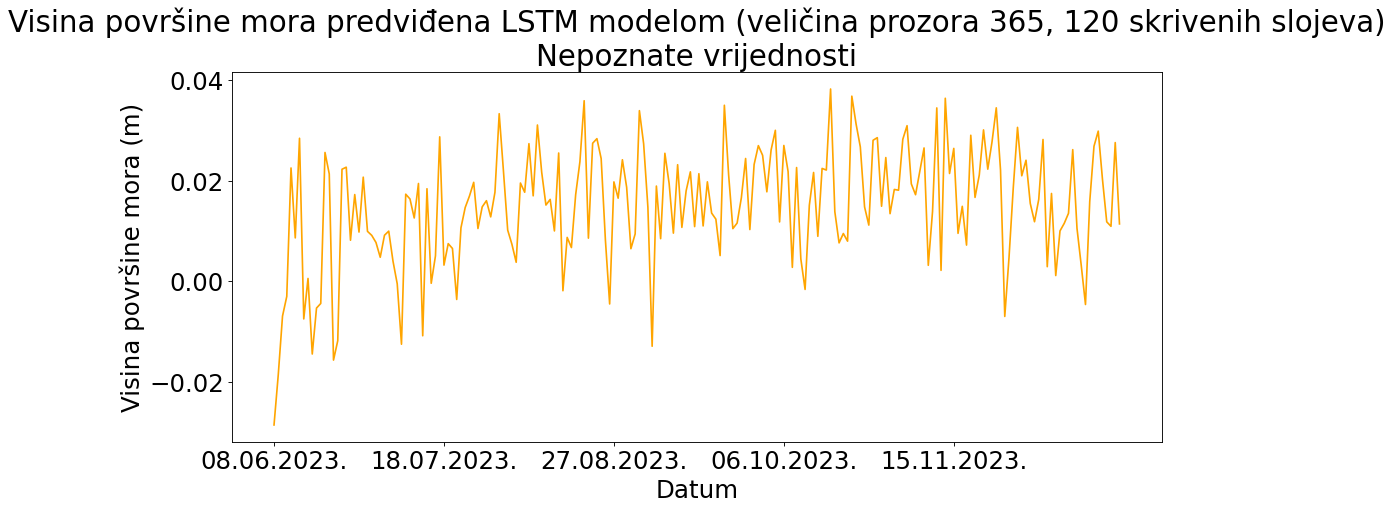 Visina površine mora predviđena LSTM modelom (veličina prozora 365, 120 skrivenih slojeva)
Nepoznate vrijednosti
Visina površine mora (m)
0.04
0.02
0.00
−0.02
08.06.2023. 18.07.2023. 27.08.2023. 06.10.2023. 15.11.2023.
Datum